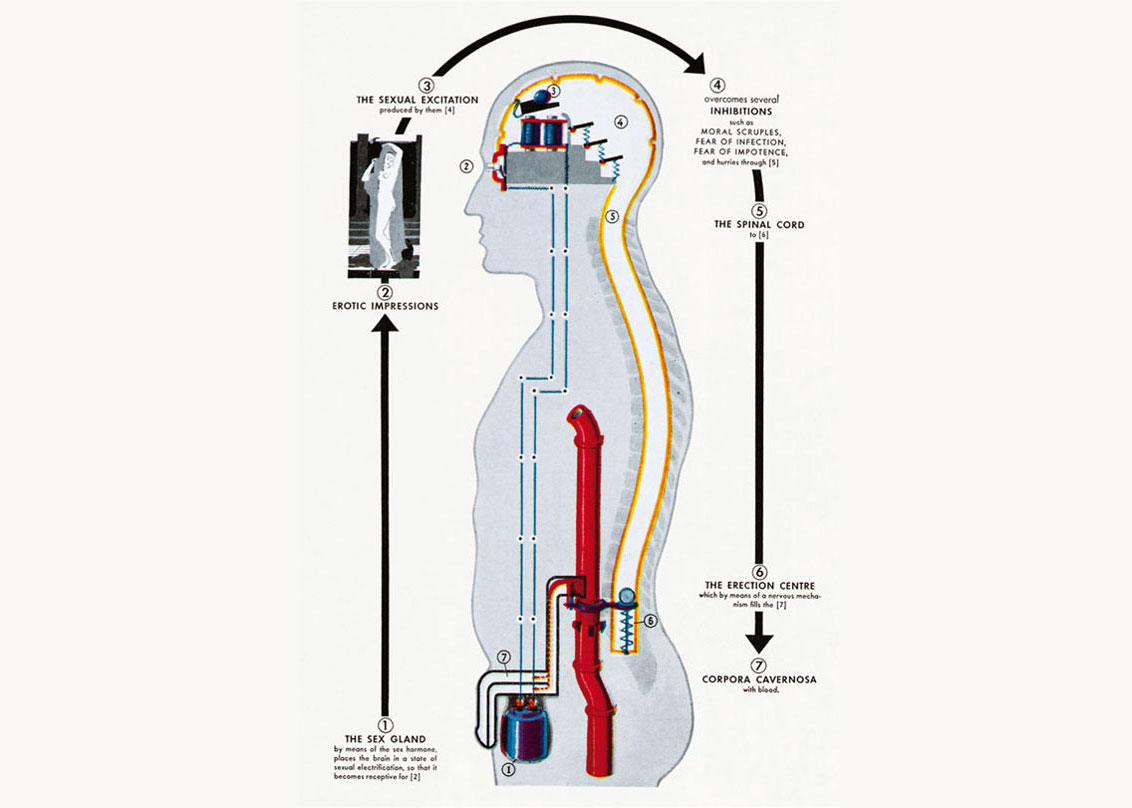 ③
THE SEXUAL EXCITATION
produced by them [4]
④
overcomes several
INHIBITIONS
such as
MORAL SCRUPLES,
FEAR OF INFECTION,
FEAR OF IMPOTENCE,
and hurries through [5]
③
④
②
⑤
⑤
THE SPINAL CORD
to [6]
②
EROTIC IMPRESSIONS
⑥
THE ERECTION CENTRE
which by means of a nervous mecha-
nism fills the [7]
⑥
⑦
⑦
CORPORA CAVERNOSA
with blood.
①
THE SEX GLAND
by means of the sex hormone,
places the brain in a state of
sexual electrification, so that it
becomes receptive for [2]
①